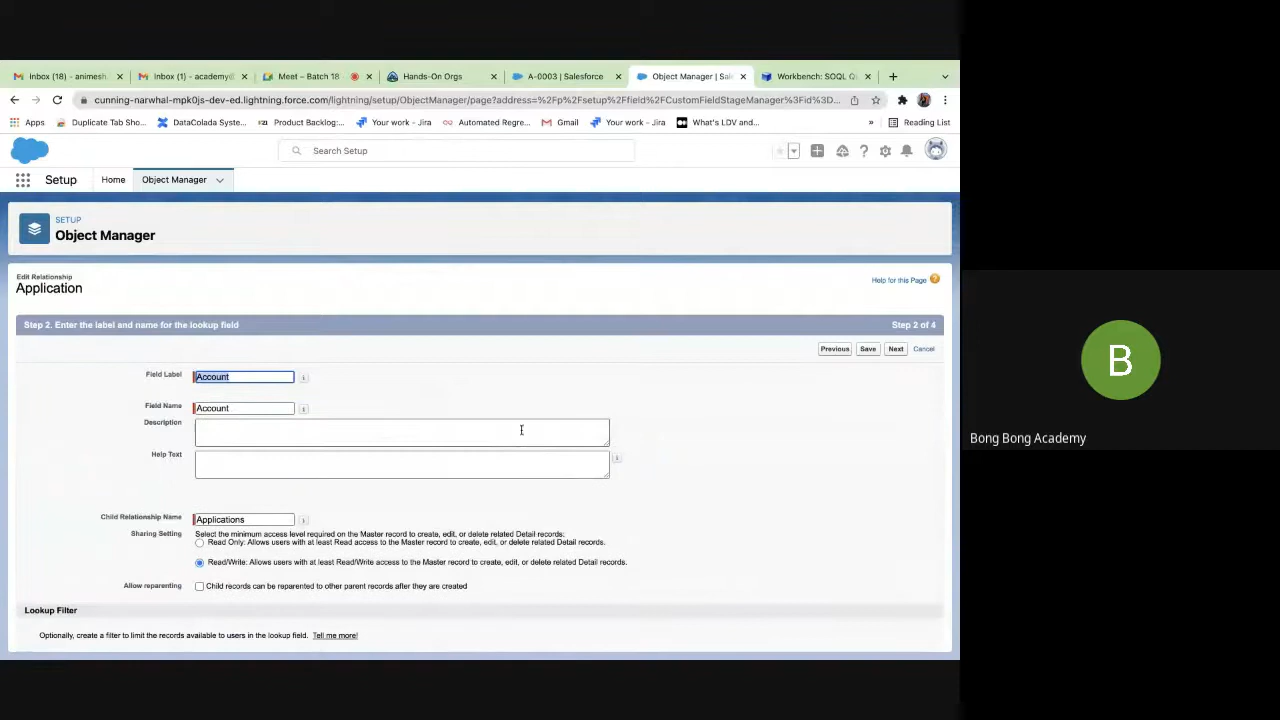 Inbox (18) - animesh.
Inbox (1) - academy@
Meet – Batch 18
Hands-On Orgs
A-0003 | Salesforce
Object Manager | Sal
Workbench: SOQL Q
cunning-narwhal-mpk0js-dev-ed.lightning.force.com/lightning/setup/ObjectManager/page?address=%2Fp%2Fsetup%2Ffield%2FCustomFieldStageManager%3Fid%3D...
Apps
Duplicate Tab Sho...
DataColada Syste...
Product Backlog:...
Your work - Jira
Automated Regre...
Gmail
Your work - Jira
What's LDV and...
»
Reading List
Search Setup
Setup
Home
Object Manager
SETUP
Object Manager
Edit Relationship
Application
Help for this Page
Step 2. Enter the label and name for the lookup field
Step 2 of 4
Previous
Save
Next
Cancel
Field Label
Account
Field Name
Account
Description
Help Text
Child Relationship Name
Applications
Sharing Setting
Select the minimum access level required on the Master record to create, edit, or delete related Detail records:
Read Only: Allows users with at least Read access to the Master record to create, edit, or delete related Detail records.
Read/Write: Allows users with at least Read/Write access to the Master record to create, edit, or delete related Detail records.
Allow reparenting
Child records can be reparented to other parent records after they are created
Lookup Filter
Optionally, create a filter to limit the records available to users in the lookup field. Tell me more!
B
Bong Bong Academy